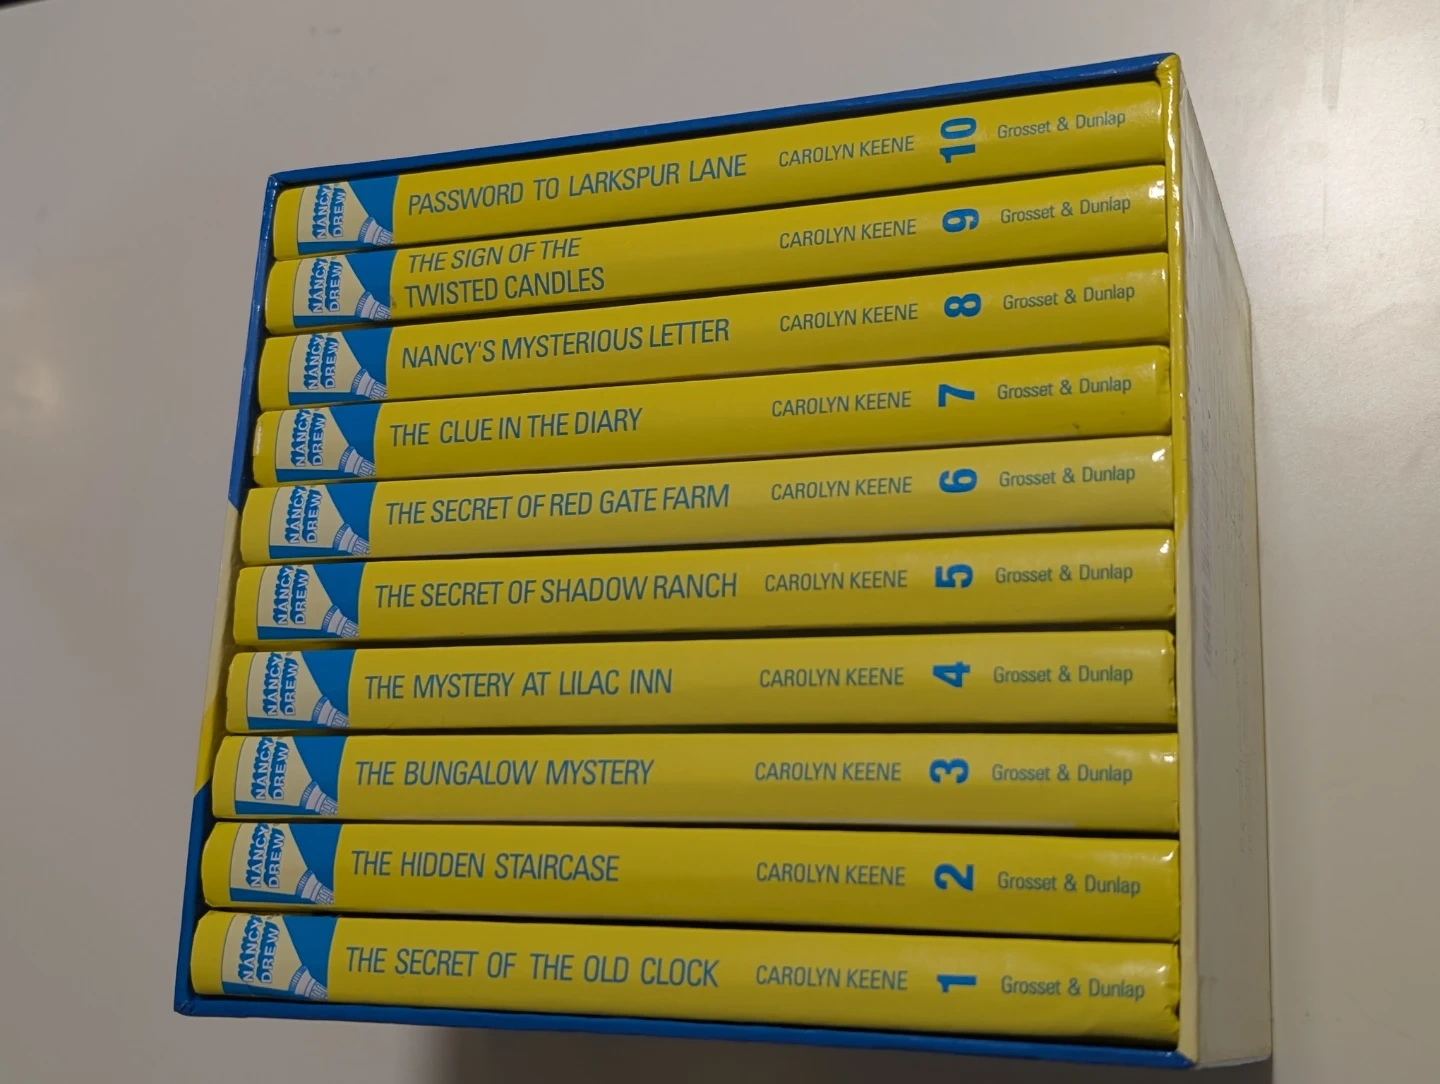 NANCY DREW
PASSWORD TO LARKSPUR LANE CAROLYN KEENE 10 Grosset & Dunlap
NANCY DREW
THE SIGN OF THE
TWISTED CANDLES CAROLYN KEENE 9 Grosset & Dunlap
NANCY DREW
NANCY'S MYSTERIOUS LETTER CAROLYN KEENE 8 Grosset & Dunlap
NANCY DREW
THE CLUE IN THE DIARY CAROLYN KEENE 7 Grosset & Dunlap
NANCY DREW
THE SECRET OF RED GATE FARM CAROLYN KEENE 6 Grosset & Dunlap
NANCY DREW
THE SECRET OF SHADOW RANCH CAROLYN KEENE 5 Grosset & Dunlap
NANCY DREW
THE MYSTERY AT LILAC INN CAROLYN KEENE 4 Grosset & Dunlap
NANCY DREW
THE BUNGALOW MYSTERY CAROLYN KEENE 3 Grosset & Dunlap
NANCY DREW
THE HIDDEN STAIRCASE CAROLYN KEENE 2 Grosset & Dunlap
NANCY DREW
THE SECRET OF THE OLD CLOCK CAROLYN KEENE 1 Grosset & Dunlap